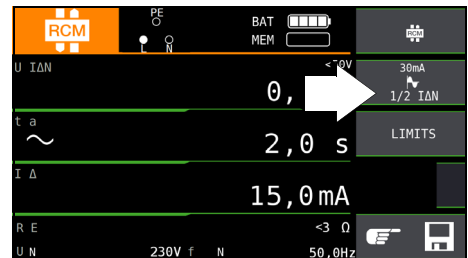 RCM
PE
L
N
BAT
MEM
RCM
U IΔN
0,
30mA
1/2 IΔN
t a
2,0 s
LIMITS
I Δ
15,0mA
R E
<3 Ω
U N
230V f N
50,0Hz